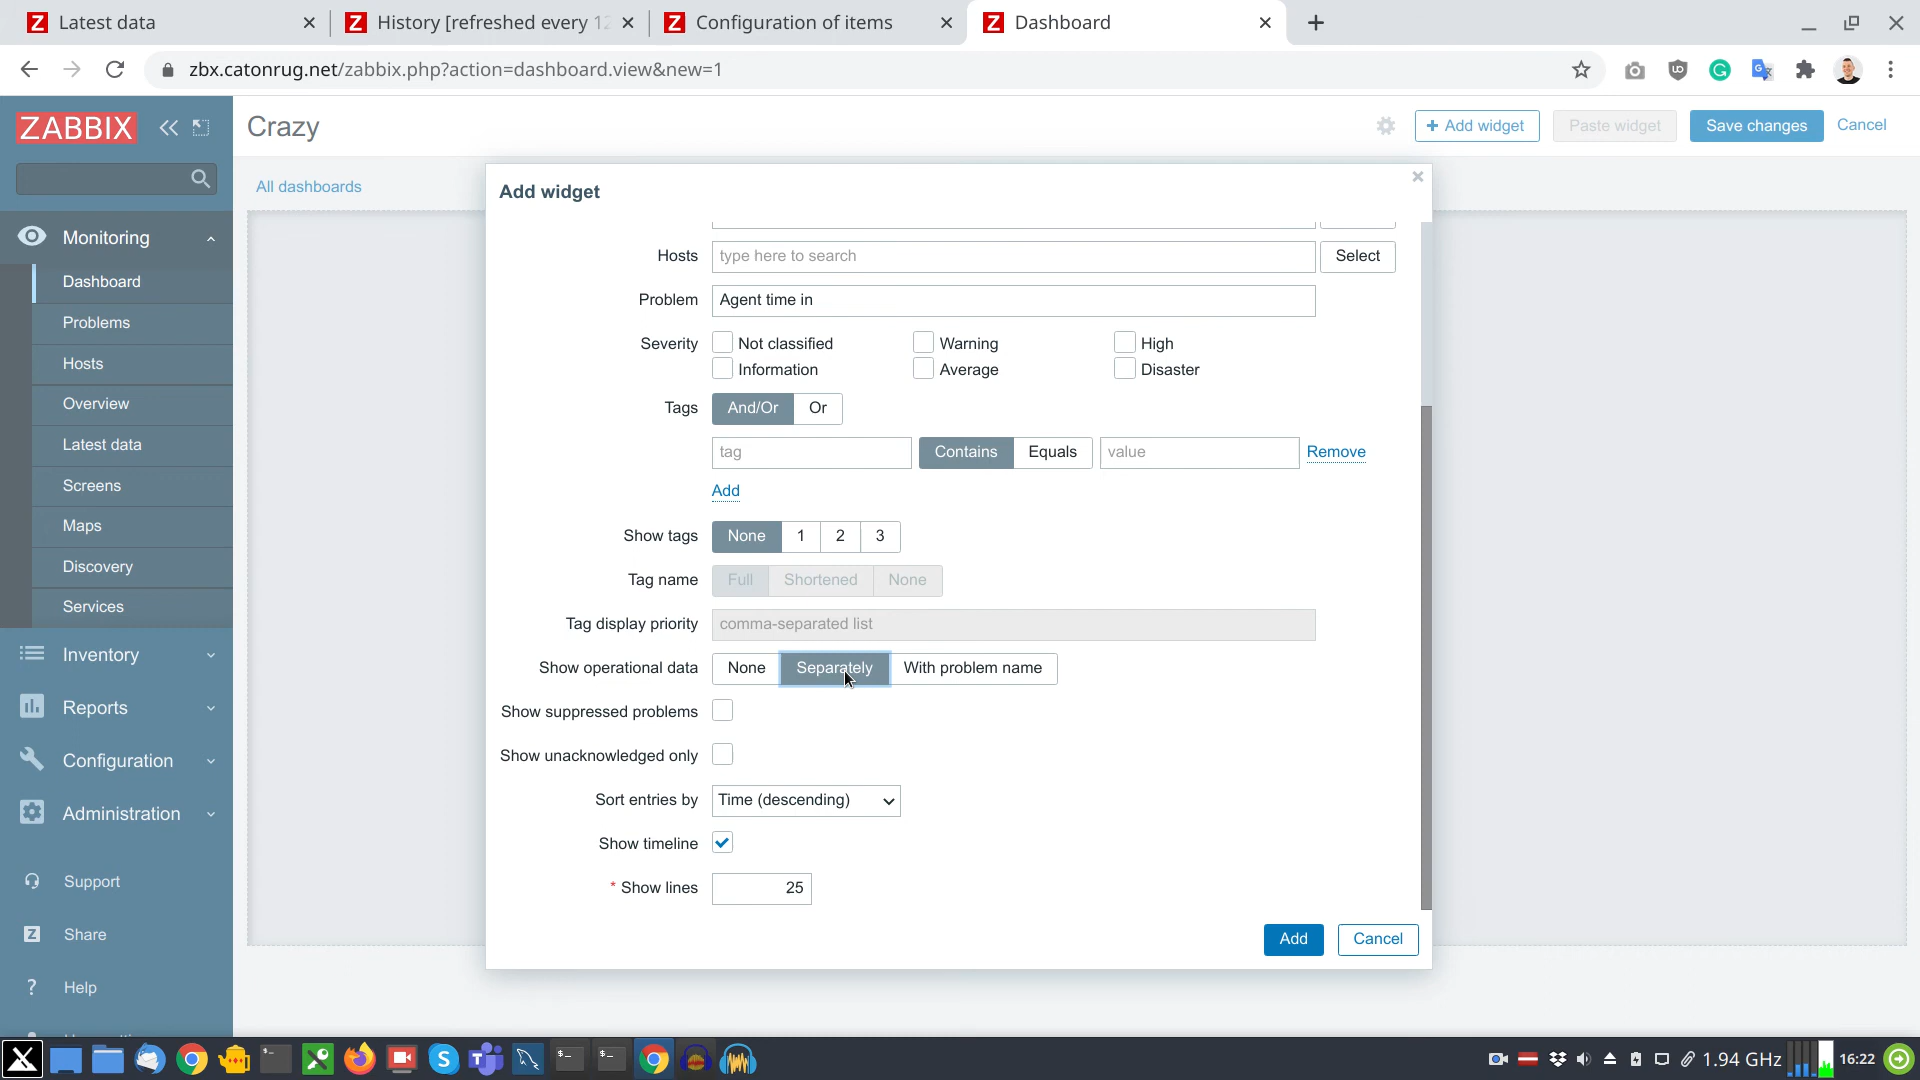 Latest data
History [refreshed every 12
Configuration of items
Dashboard
zbx.catonrug.net/zabbix.php?action=dashboard.view&new=1
ZABBIX
Crazy
+ Add widget
Paste widget
Save changes
Cancel
All dashboards
Monitoring
Dashboard
Problems
Hosts
Overview
Latest data
Screens
Maps
Discovery
Services
Inventory
Reports
Configuration
Administration
Support
Share
Help
Add widget
Hosts type here to search Select
Problem Agent time in
Severity Not classified Warning High
Information Average Disaster
Tags And/Or Or
tag Contains Equals value Remove
Add
Show tags None 1 2 3
Tag name Full Shortened None
Tag display priority comma-separated list
Show operational data None Separately With problem name
Show suppressed problems
Show unacknowledged only
Sort entries by Time (descending)
Show timeline
* Show lines 25
Add Cancel
1.94 GHz 16:22